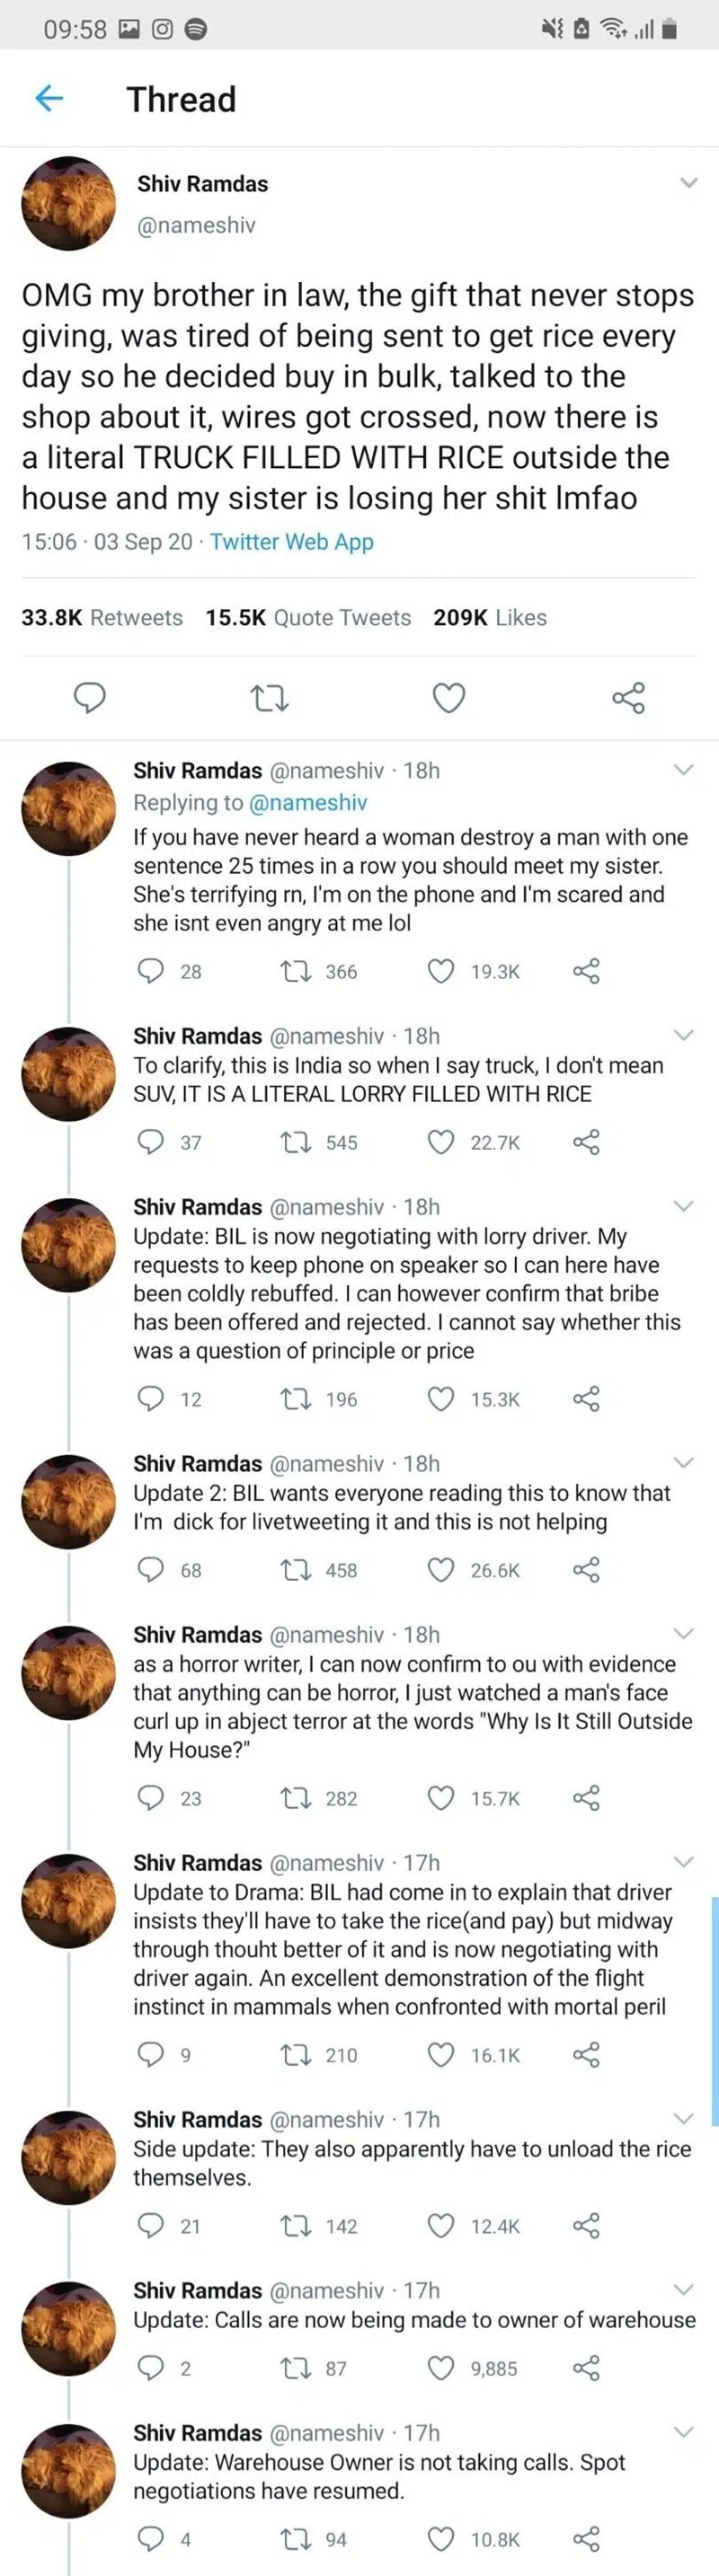 09:58
Thread
Shiv Ramdas
@nameshiv
OMG my brother in law, the gift that never stops
giving, was tired of being sent to get rice every
day so he decided buy in bulk, talked to the
shop about it, wires got crossed, now there is
a literal TRUCK FILLED WITH RICE outside the
house and my sister is losing her shit lmfao
15:06 · 03 Sep 20 · Twitter Web App
33.8K Retweets 15.5K Quote Tweets 209K Likes
Shiv Ramdas @nameshiv · 18h
Replying to @nameshiv
If you have never heard a woman destroy a man with one
sentence 25 times in a row you should meet my sister.
She's terrifying rn, I'm on the phone and I'm scared and
she isnt even angry at me lol
28 366 19.3K
Shiv Ramdas @nameshiv · 18h
To clarify, this is India so when I say truck, I don't mean
SUV, IT IS A LITERAL LORRY FILLED WITH RICE
37 545 22.7K
Shiv Ramdas @nameshiv · 18h
Update: BIL is now negotiating with lorry driver. My
requests to keep phone on speaker so I can here have
been coldly rebuffed. I can however confirm that bribe
has been offered and rejected. I cannot say whether this
was a question of principle or price
12 196 15.3K
Shiv Ramdas @nameshiv · 18h
Update 2: BIL wants everyone reading this to know that
I'm dick for livetweeting it and this is not helping
68 458 26.6K
Shiv Ramdas @nameshiv · 18h
as a horror writer, I can now confirm to ou with evidence
that anything can be horror, I just watched a man's face
curl up in abject terror at the words "Why Is It Still Outside
My House?"
23 282 15.7K
Shiv Ramdas @nameshiv · 17h
Update to Drama: BIL had come in to explain that driver
insists they'll have to take the rice(and pay) but midway
through thouht better of it and is now negotiating with
driver again. An excellent demonstration of the flight
instinct in mammals when confronted with mortal peril
9 210 16.1K
Shiv Ramdas @nameshiv · 17h
Side update: They also apparently have to unload the rice
themselves.
21 142 12.4K
Shiv Ramdas @nameshiv · 17h
Update: Calls are now being made to owner of warehouse
2 87 9,885
Shiv Ramdas @nameshiv · 17h
Update: Warehouse Owner is not taking calls. Spot
negotiations have resumed.
4 94 10.8K